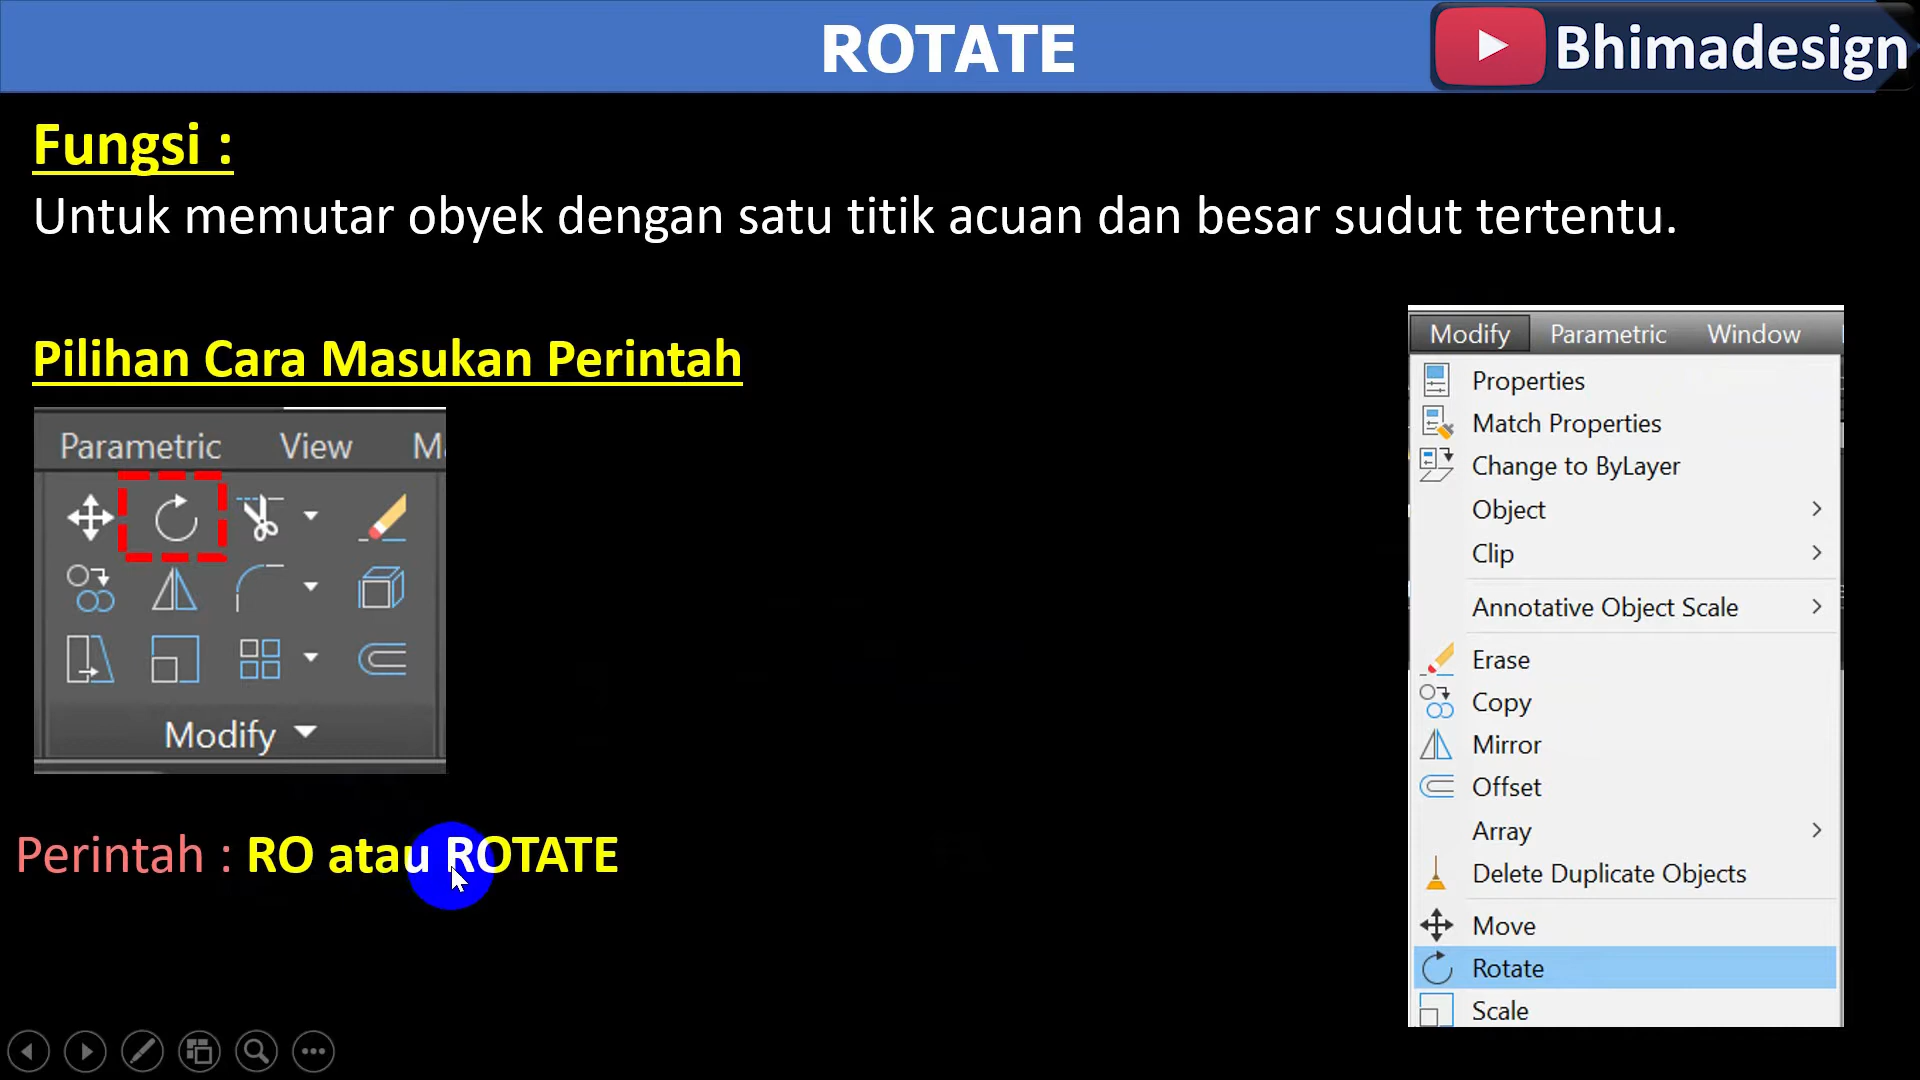 ROTATE
Bhimadesign
Fungsi :
Untuk memutar obyek dengan satu titik acuan dan besar sudut tertentu.
Pilihan Cara Masukan Perintah
Parametric View
Modify
Perintah : RO atau ROTATE
Modify Parametric Window
Properties
Match Properties
Change to ByLayer
Object
Clip
Annotative Object Scale
Erase
Copy
Mirror
Offset
Array
Delete Duplicate Objects
Move
Rotate
Scale